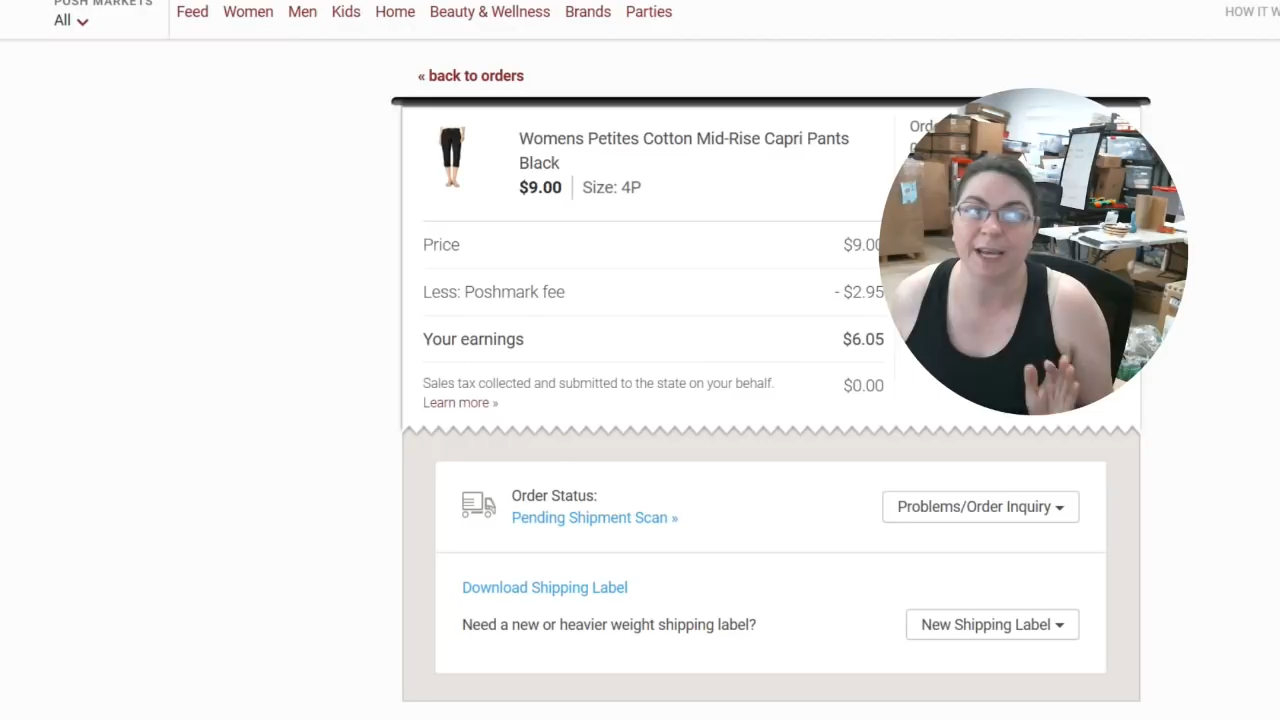 POSH MARKETS
All
Feed Women Men Kids Home Beauty & Wellness Brands Parties
HOW IT W
« back to orders
Womens Petites Cotton Mid-Rise Capri Pants
Black
$9.00 Size: 4P
Ord
Price $9.00
Less: Poshmark fee - $2.95
Your earnings $6.05
Sales tax collected and submitted to the state on your behalf. $0.00
Learn more »
Order Status:
Pending Shipment Scan »
Problems/Order Inquiry
Download Shipping Label
Need a new or heavier weight shipping label?
New Shipping Label